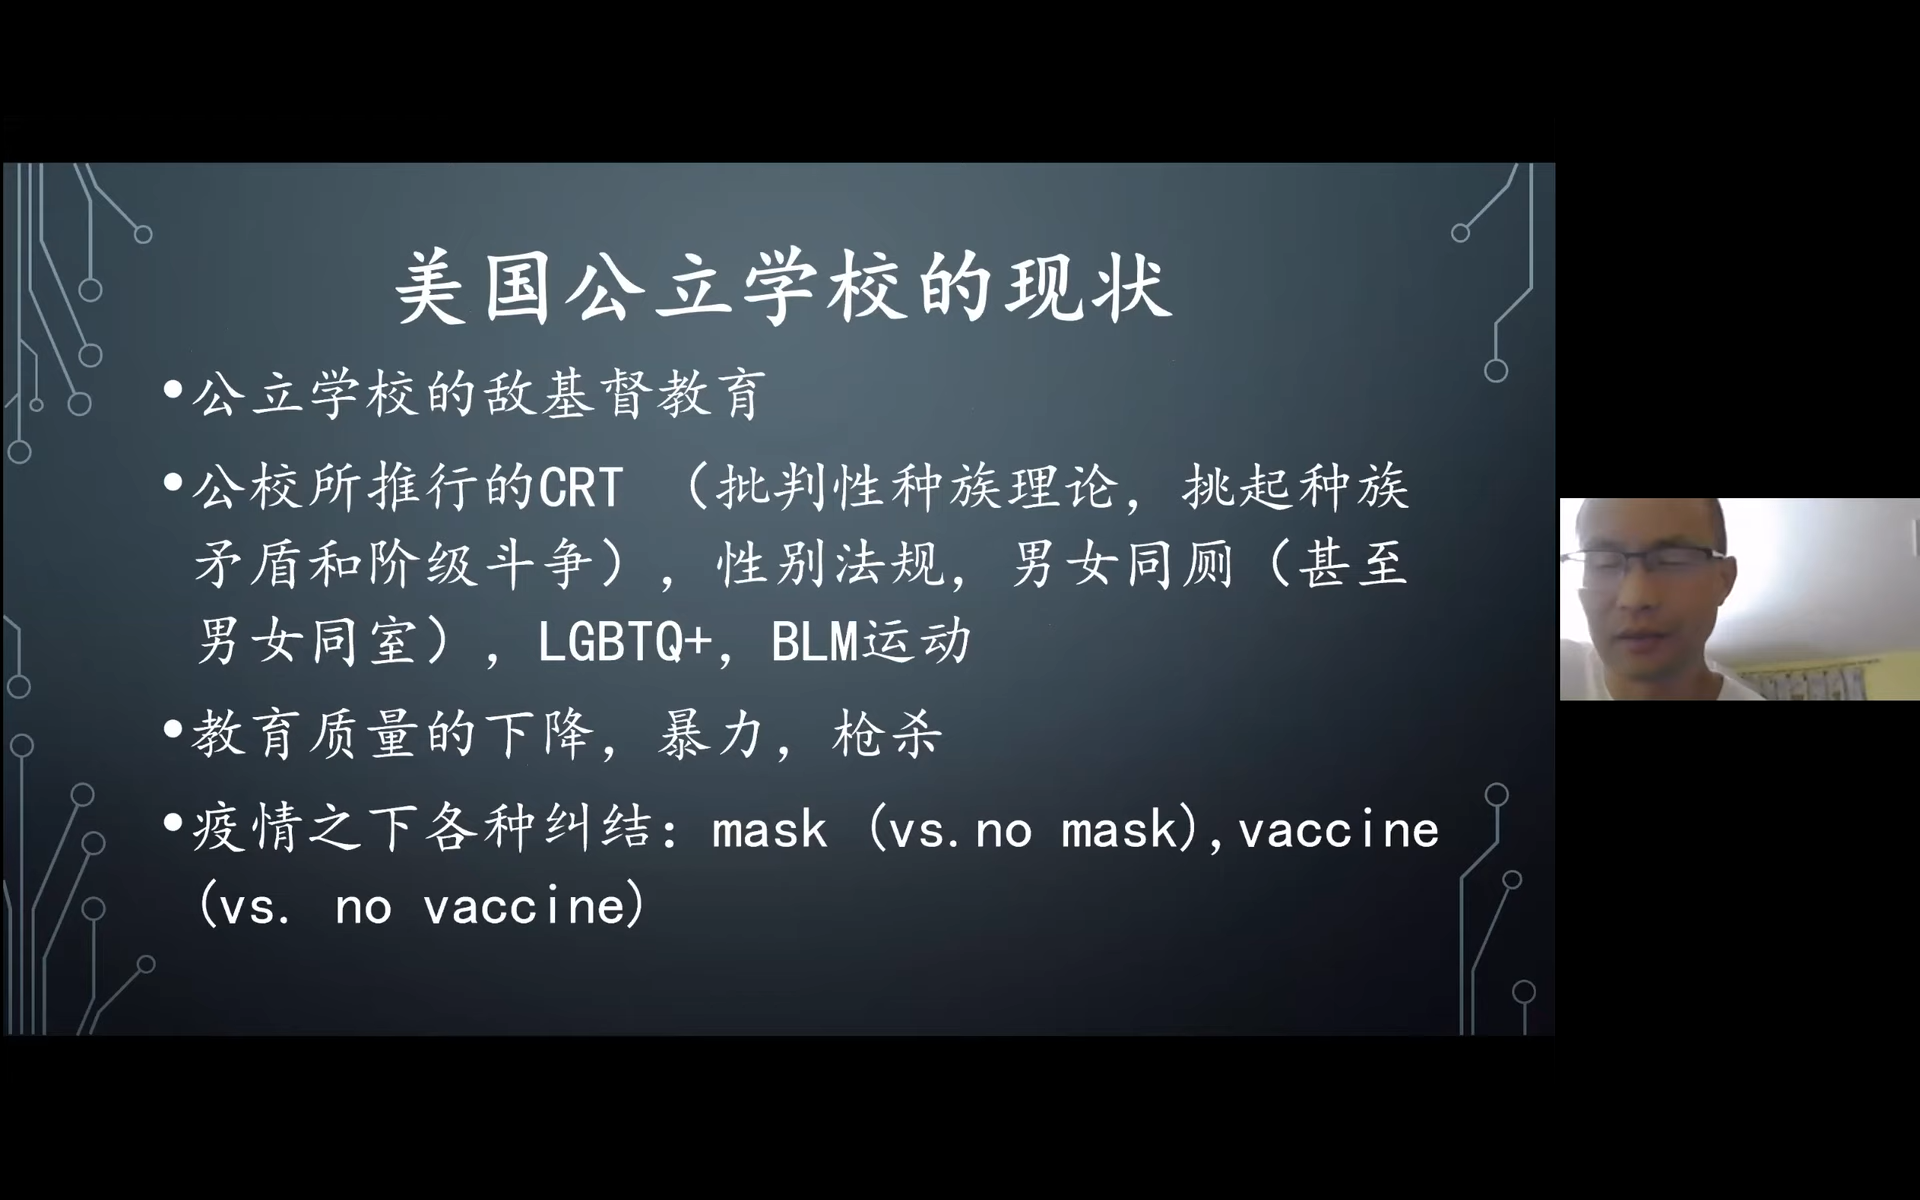 美国公立学校的现状
•公立学校的敌基督教育
•公校所推行的CRT （批判性种族理论，挑起种族
矛盾和阶级斗争），性别法规，男女同厕（甚至
男女同室），LGBTQ+，BLM运动
•教育质量的下降，暴力，枪杀
•疫情之下各种纠结：mask (vs.no mask),vaccine
(vs. no vaccine)